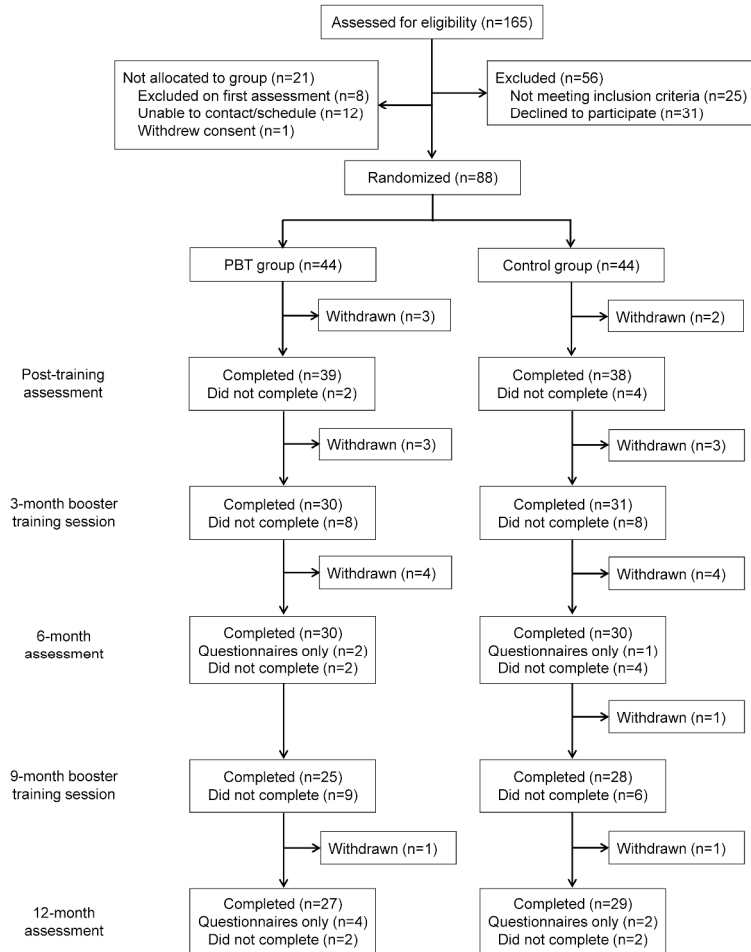 Assessed for eligibility (n=165)
Not allocated to group (n=21)
Excluded on first assessment (n=8)
Unable to contact/schedule (n=12)
Withdrew consent (n=1)
Excluded (n=56)
Not meeting inclusion criteria (n=25)
Declined to participate (n=31)
Randomized (n=88)
PBT group (n=44)
Control group (n=44)
Withdrawn (n=3)
Withdrawn (n=2)
Post-training
assessment
Completed (n=39)
Did not complete (n=2)
Completed (n=38)
Did not complete (n=4)
Withdrawn (n=3)
Withdrawn (n=3)
3-month booster
training session
Completed (n=30)
Did not complete (n=8)
Completed (n=31)
Did not complete (n=8)
Withdrawn (n=4)
Withdrawn (n=4)
6-month
assessment
Completed (n=30)
Questionnaires only (n=2)
Did not complete (n=2)
Completed (n=30)
Questionnaires only (n=1)
Did not complete (n=4)
Withdrawn (n=1)
9-month booster
training session
Completed (n=25)
Did not complete (n=9)
Completed (n=28)
Did not complete (n=6)
Withdrawn (n=1)
Withdrawn (n=1)
12-month
assessment
Completed (n=27)
Questionnaires only (n=4)
Did not complete (n=2)
Completed (n=29)
Questionnaires only (n=2)
Did not complete (n=2)